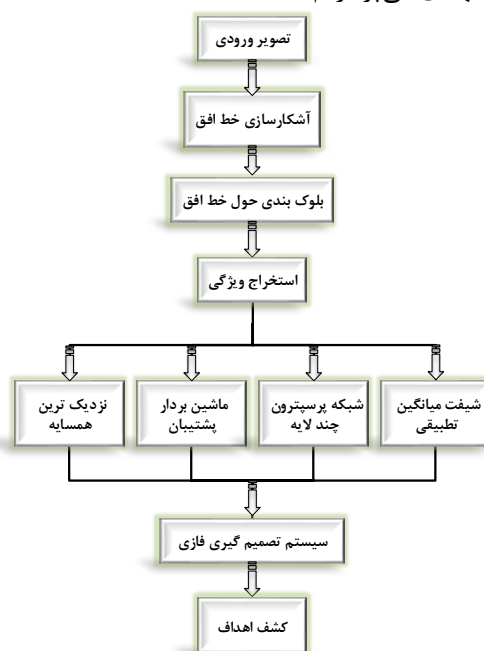 تصویر ورودی
آشکارسازی خط افق
بلوک بندی حول خط افق
استخراج ویژگی
شیفت میانگین
تطبیقی
شبکه پرسپترون
چند لایه
ماشین بردار
پشتیبان
نزدیک ترین
همسایه
سیستم تصمیم گیری فازی
کشف اهداف